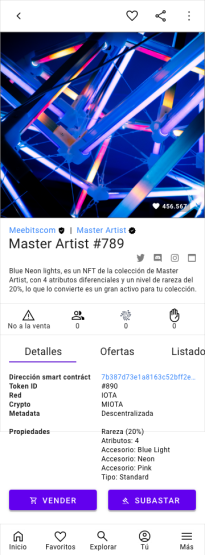 456.567
Meebitscom | Master Artist
Master Artist #789
Blue Neon lights, es un NFT de la colección de Master
Artist, con 4 atributos diferenciales y un nivel de rareza del
20%, lo que lo convierte es un gran activo para tu colección.
No a la venta 0 0 0
Detalles Ofertas Listado
Dirección smart contráct 7b387d73e1a8163c52bff2e...
Token ID #890
Red IOTA
Crypto MIOTA
Metadata Descentralizada
Propiedades Rareza (20%)
Atributos: 4
Accesorio: Blue Light
Accesorio: Neon
Accesorio: Pink
Tipo: Standard
VENDER SUBASTAR
Inicio Favoritos Explorar Tú Más